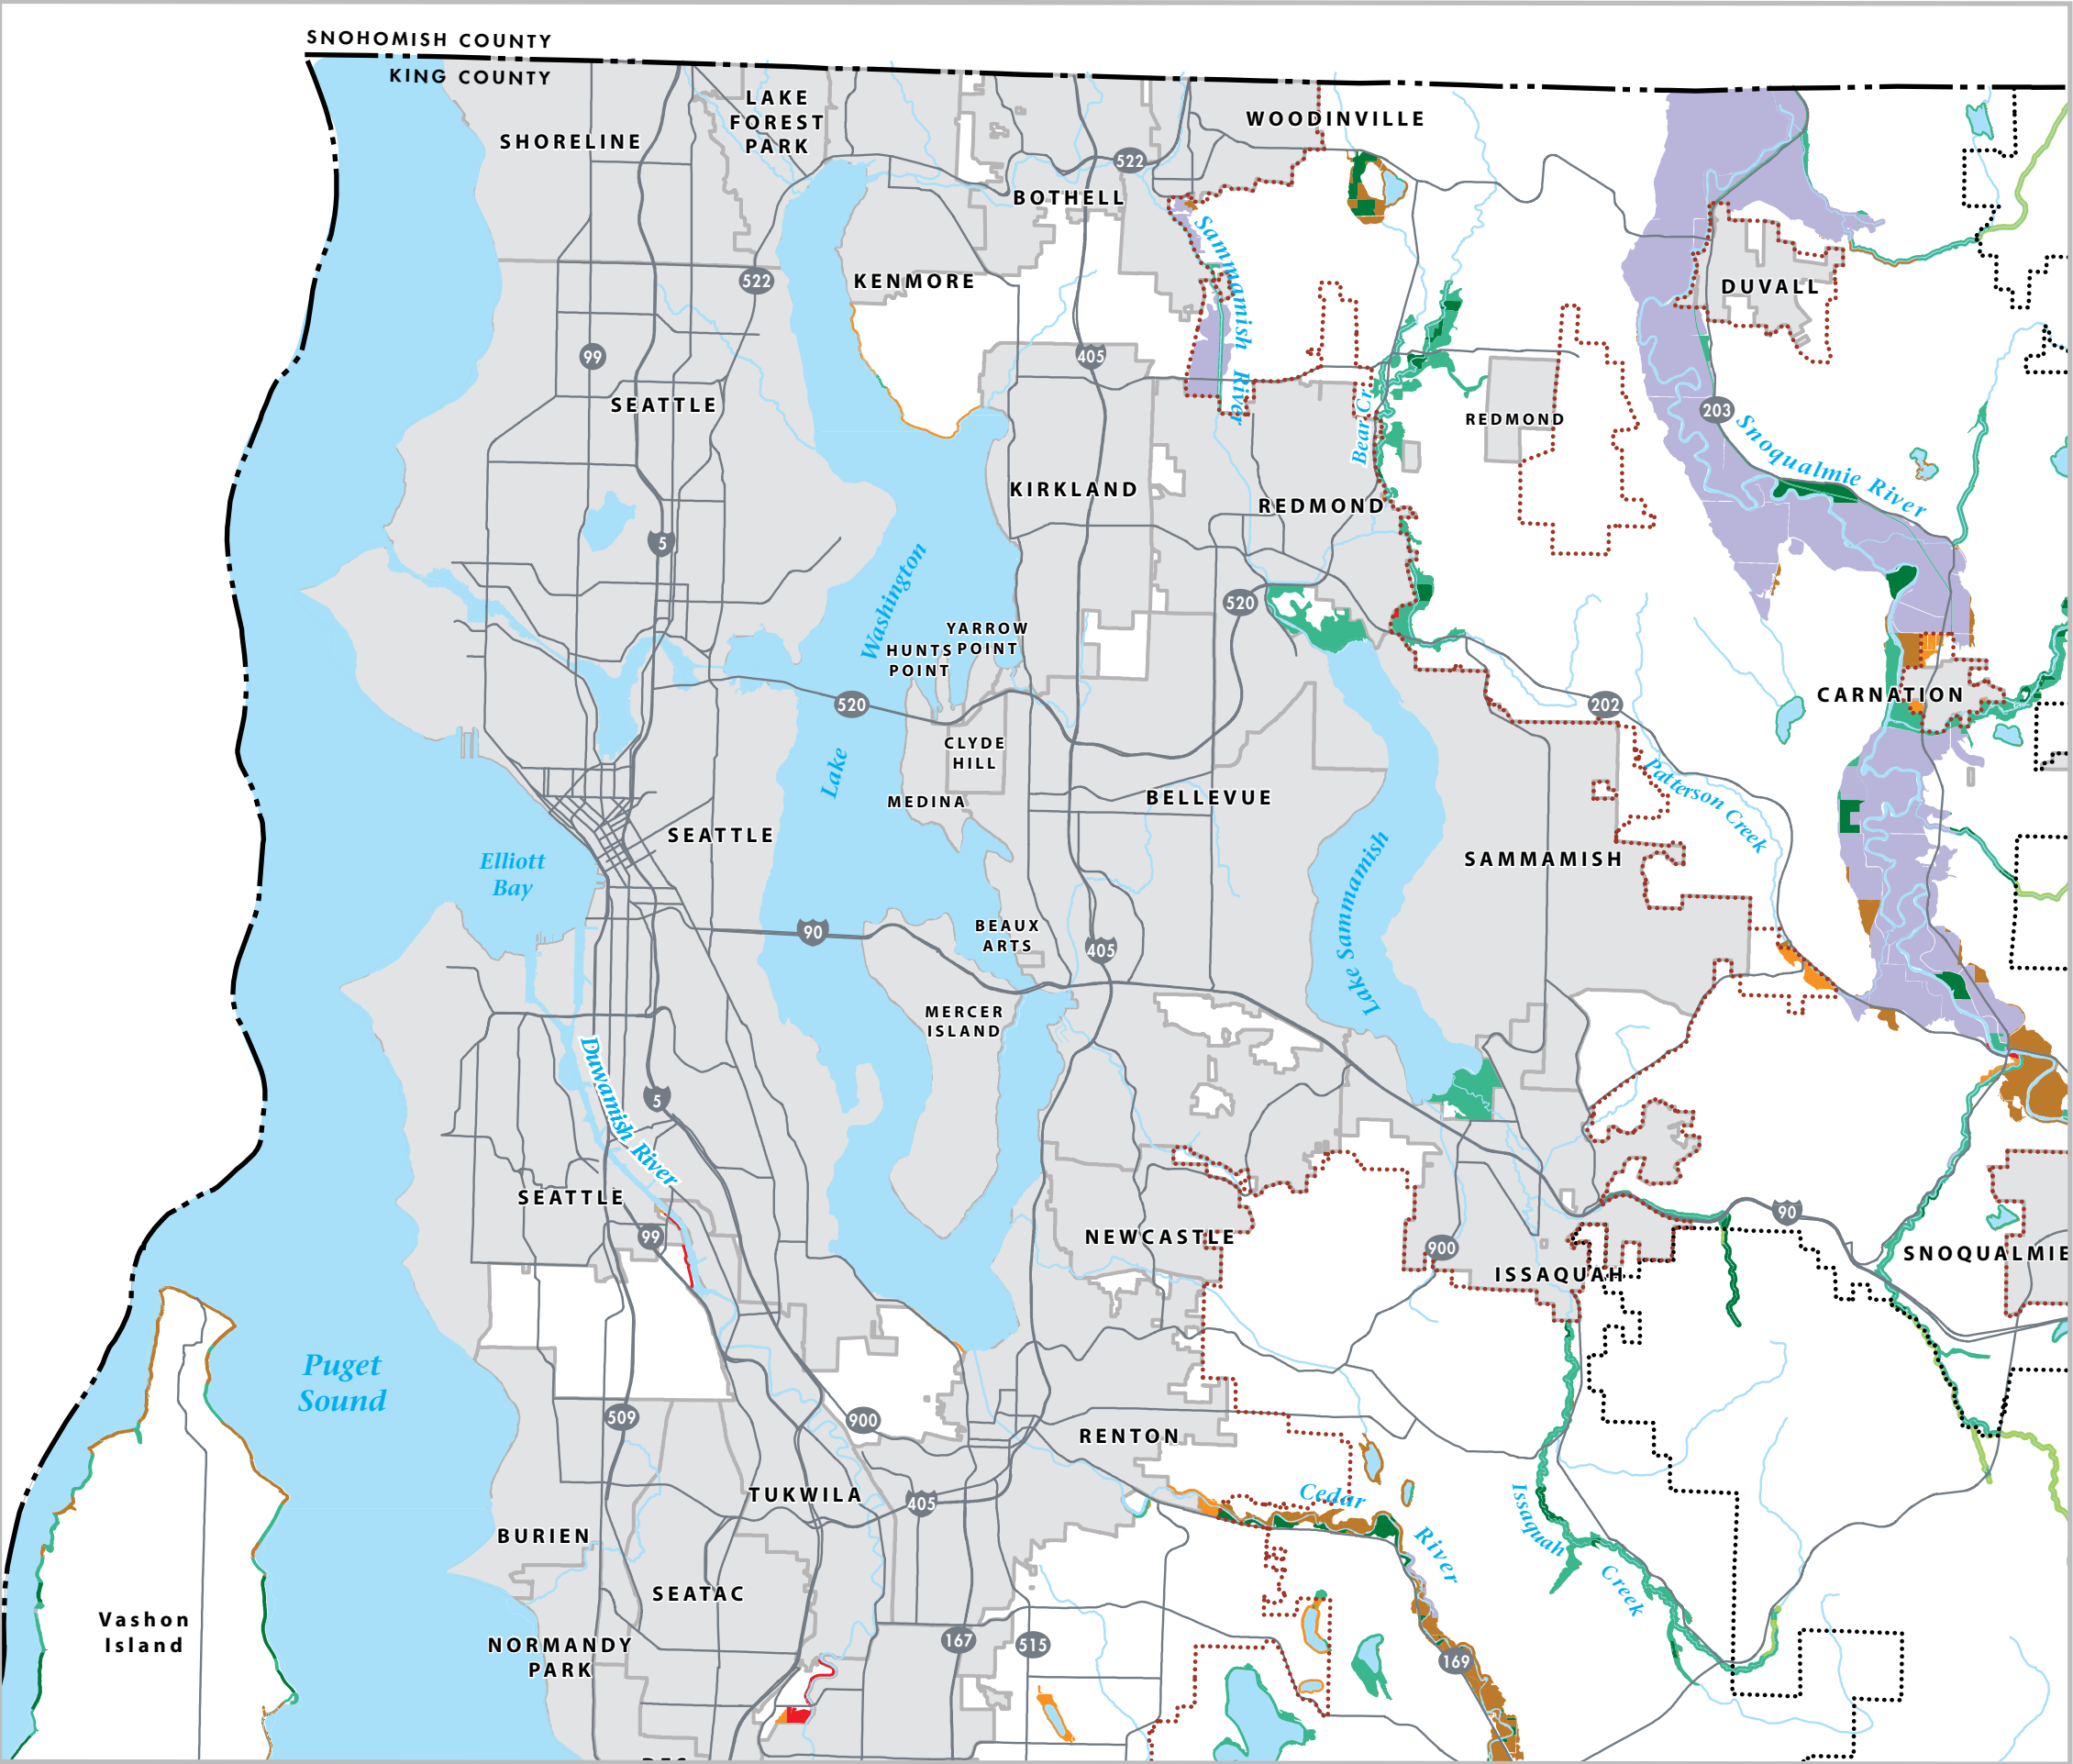 SNOHOMISH COUNTY
KING COUNTY
LAKE
FOREST
PARK
SHORELINE
WOODINVILLE
522
BOTHELL
Sammamish River
522
KENMORE
DUVALL
99
405
SEATTLE
203
REDMOND
Bear Cr.
Snoqualmie River
KIRKLAND
REDMOND
5
520
Lake Washington
YARROW
POINT
HUNTS
POINT
520
202
CARNATION
CLYDE
HILL
MEDINA
BELLEVUE
Patterson Creek
SEATTLE
Elliott
Bay
SAMMAMISH
Lake Sammamish
90
BEAUX
ARTS
405
MERCER
ISLAND
Duwamish River
5
SEATTLE
99
NEWCASTLE
900
90
SNOQUALMIE
ISSAQUAH
Puget
Sound
509
900
RENTON
TUKWILA
405
Cedar River
Issaquah Creek
BURIEN
SEATAC
Vashon
Island
NORMANDY
PARK
167
515
169